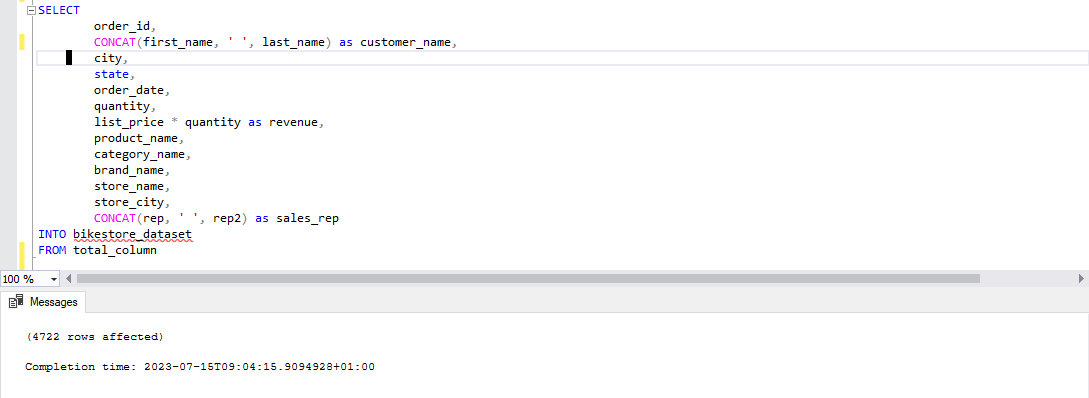 SELECT
order_id,
CONCAT(first_name, ' ', last_name) as customer_name,
city,
state,
order_date,
quantity,
list_price * quantity as revenue,
product_name,
category_name,
brand_name,
store_name,
store_city,
CONCAT(rep, ' ', rep2) as sales_rep
INTO bikestore_dataset
FROM total_column
100 %
Messages
(4722 rows affected)
Completion time: 2023-07-15T09:04:15.9094928+01:00